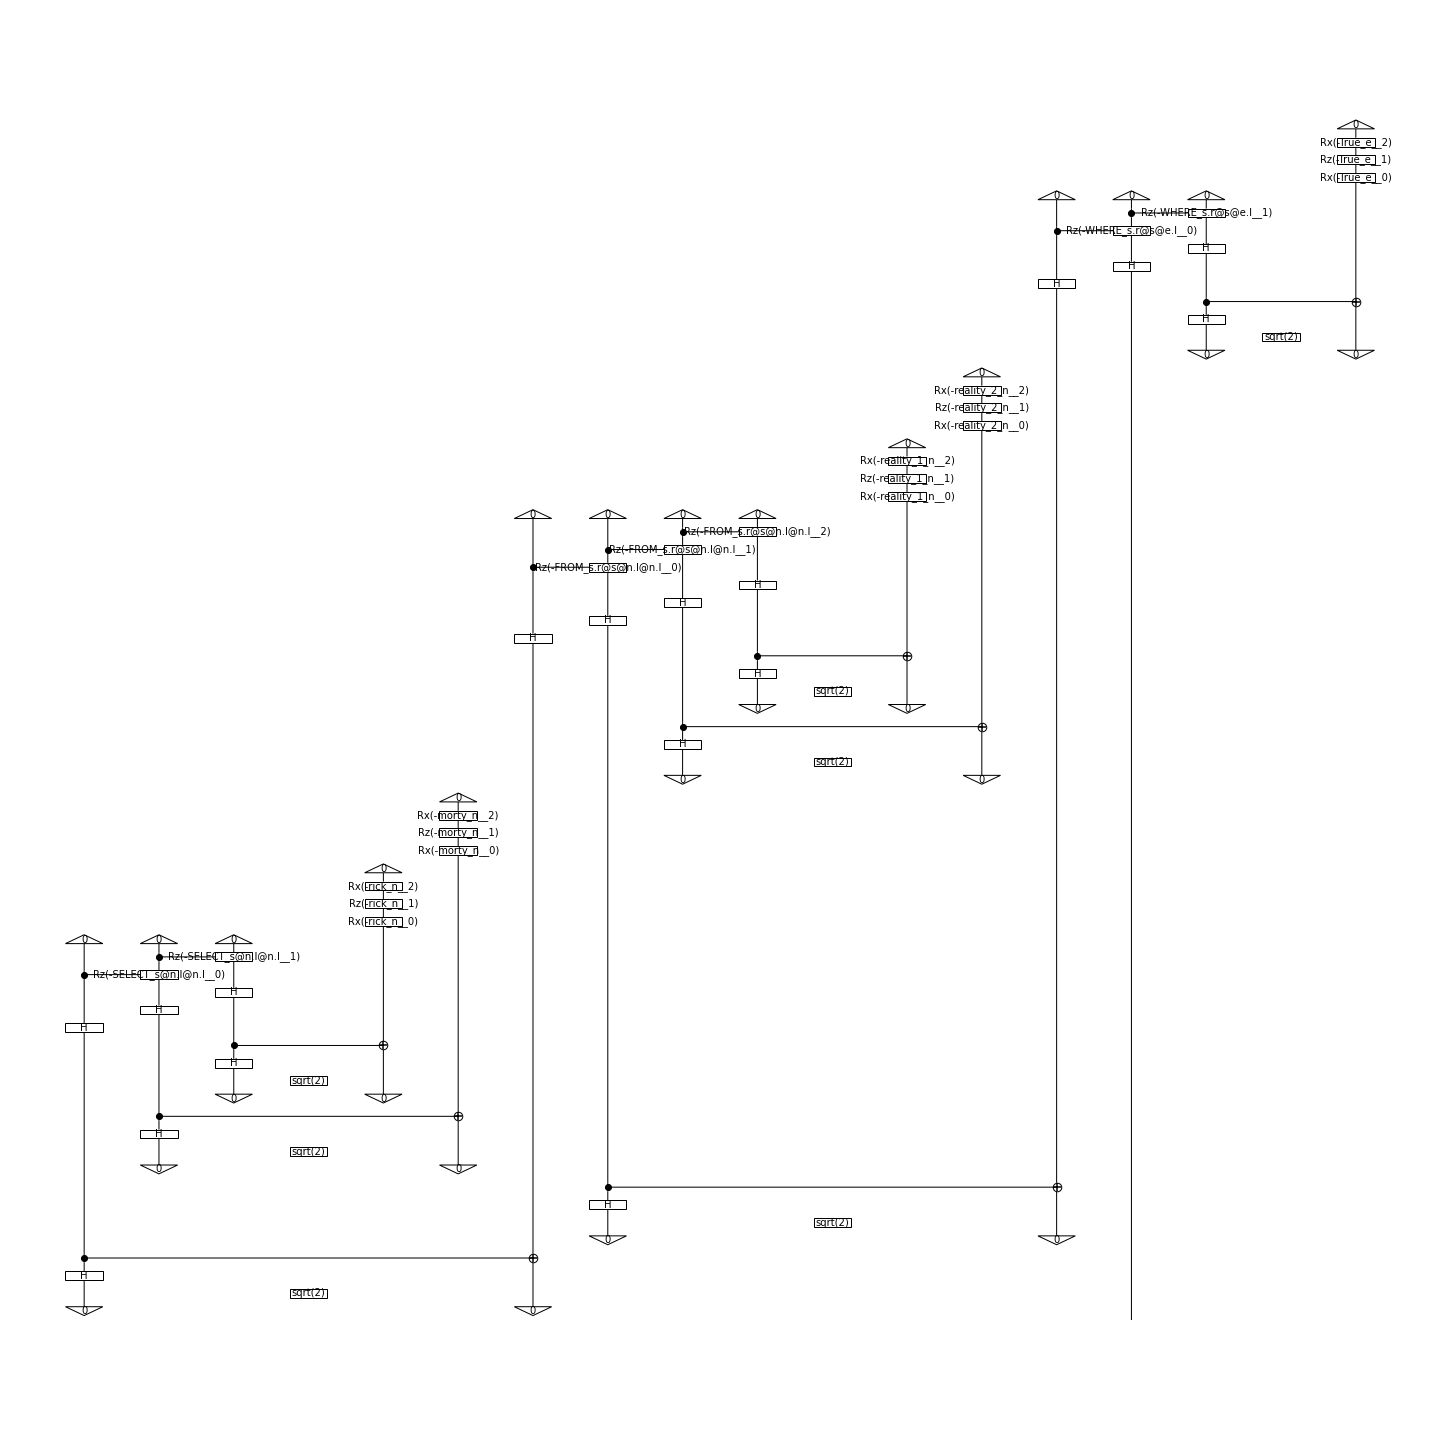 0
Rx(-True_e__2)
Rz(-True_e__1)
Rx(-True_e__0)
0 0 0
Rz(-WHERE_s.r@s@e.l__1)
Rz(-WHERE_s.r@s@e.l__0)
H
H
H
H
sqrt(2)
0 0
0
Rx(-reality_2_n__2)
Rz(-reality_2_n__1)
Rx(-reality_2_n__0)
0
Rx(-reality_1_n__2)
Rz(-reality_1_n__1)
Rx(-reality_1_n__0)
0 0 0 0
Rz(-FROM_s.r@s@n.l@n.l__2)
Rz(-FROM_s.r@s@n.l@n.l__1)
Rz(-FROM_s.r@s@n.l@n.l__0)
H
H
H
H
H
sqrt(2)
0 0
H
sqrt(2)
0 0
0
Rx(-morty_n__2)
Rz(-morty_n__1)
Rx(-morty_n__0)
0
Rx(-rick_n__2)
Rz(-rick_n__1)
Rx(-rick_n__0)
0 0 0
Rz(-SELECT_s@n.l@n.l__1)
Rz(-SELECT_s@n.l@n.l__0)
H
H
H
H
sqrt(2)
0 0
H
sqrt(2)
0 0
H
sqrt(2)
0 0
H
sqrt(2)
0 0